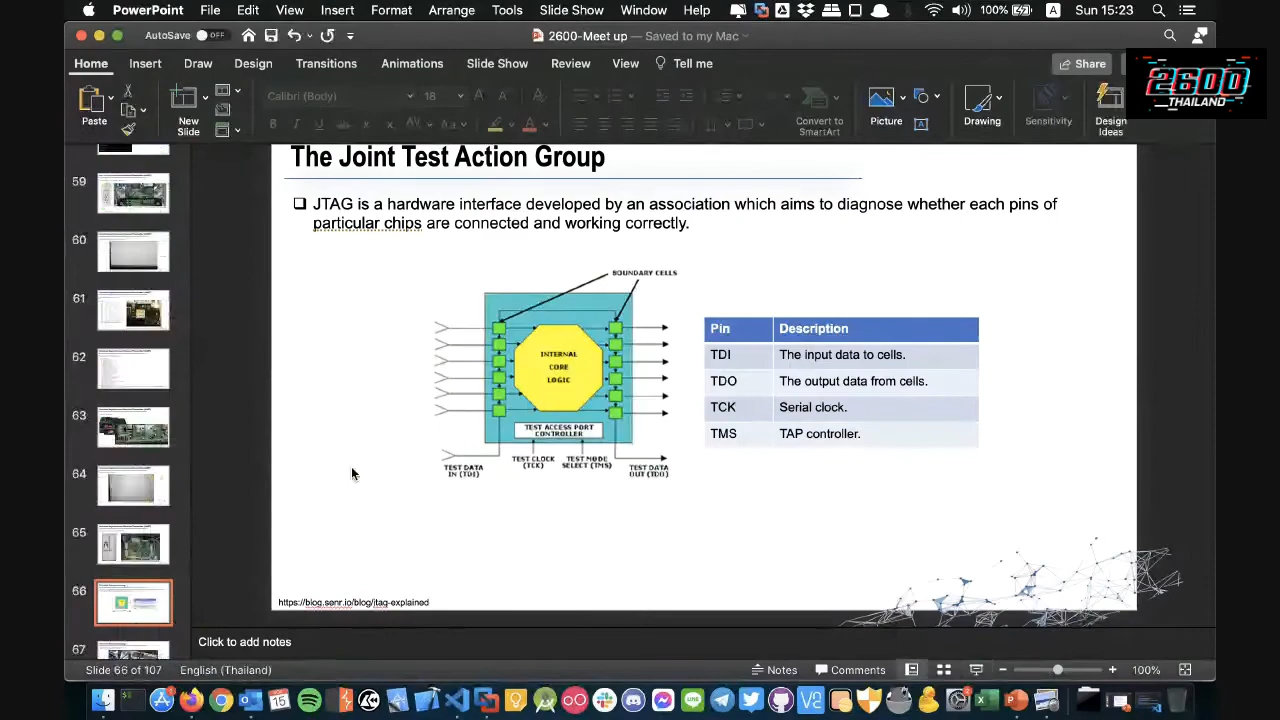 PowerPoint File Edit View Insert Format Arrange Tools Slide Show Window Help 100% A Sun 15:23
AutoSave OFF 2600-Meet up — Saved to my Mac
2600
THAILAND
Home Insert Draw Design Transitions Animations Slide Show Review View Tell me Share
Paste New Slide Calibri (Body) 18 Convert to SmartArt Picture Drawing Sensitivity Design Ideas
The Joint Test Action Group
JTAG is a hardware interface developed by an association which aims to diagnose whether each pins of
particular chips are connected and working correctly.
BOUNDARY CELLS
INTERNAL
CORE
LOGIC
TEST ACCESS PORT
CONTROLLER
TEST DATA
IN (TDI)
TEST CLOCK
(TCK)
TEST MODE
SELECT (TMS)
TEST DATA
OUT (TDO)
Pin Description
TDI The input data to cells.
TDO The output data from cells.
TCK Serial clock.
TMS TAP controller.
https://blog.senr.io/blog/jtag-explained
59
60
61
62
63
64
65
66
67
Click to add notes
Slide 66 of 107 English (Thailand) Notes Comments 100%